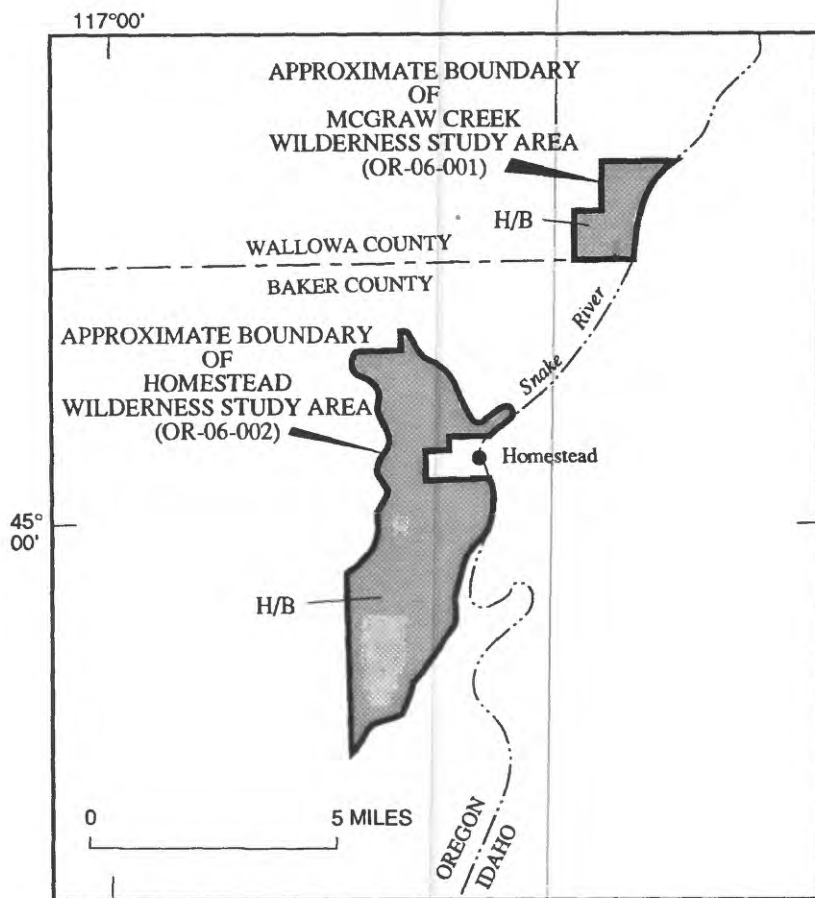 117°00'
APPROXIMATE BOUNDARY
OF
MCGRAW CREEK
WILDERNESS STUDY AREA
(OR-06-001)
H/B
WALLOWA COUNTY
BAKER COUNTY
Snake River
APPROXIMATE BOUNDARY
OF
HOMESTEAD
WILDERNESS STUDY AREA
(OR-06-002)
Homestead
45°
00'
H/B
0 5 MILES
OREGON
IDAHO